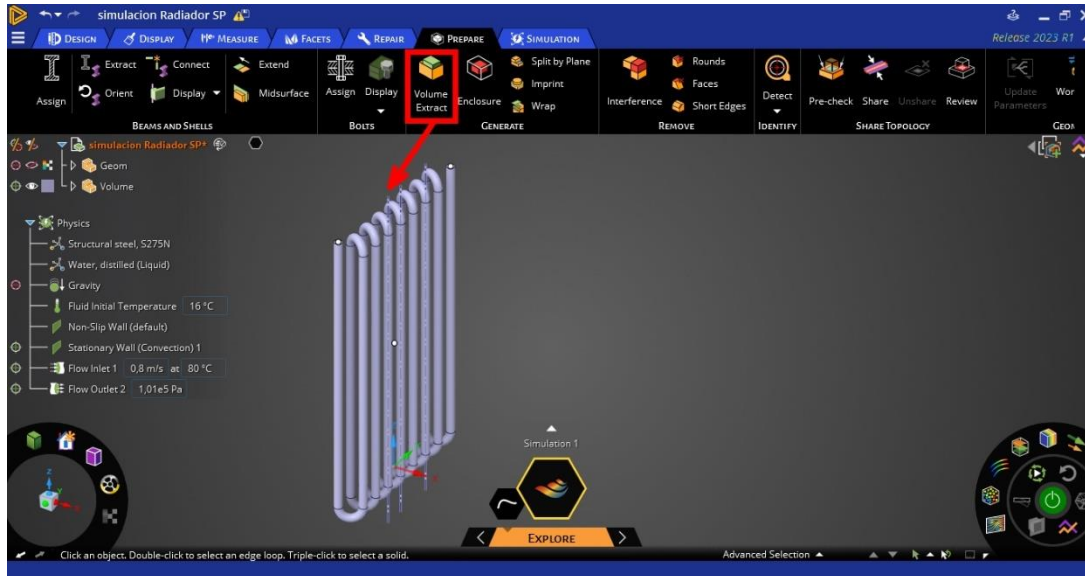 simulacion Radiador SP
DESIGN DISPLAY MEASURE FACETS REPAIR PREPARE SIMULATION Release 2023 R1
Assign Extract Connect Extend
Orient Display Midsurface
BEAMS AND SHELLS
Assign Display
BOLTS
Volume Extract Enclosure Split by Plane
Imprint
Wrap
GENERATE
Interference Rounds
Faces
Short Edges
REMOVE
Detect
IDENTIFY
Pre-check Share Unshare Review
SHARE TOPOLOGY
Update Parameters Wor
GEOM
simulacion Radiador SP*
Geom
Volume
Physics
Structural steel, S275N
Water, distilled (Liquid)
Gravity
Fluid Initial Temperature 16 °C
Non-Slip Wall (default)
Stationary Wall (Convection) 1
Flow Inlet 1 0,8 m/s at 80 °C
Flow Outlet 2 1,01e5 Pa
Simulation 1
EXPLORE
Click an object. Double-click to select an edge loop. Triple-click to select a solid.
Advanced Selection